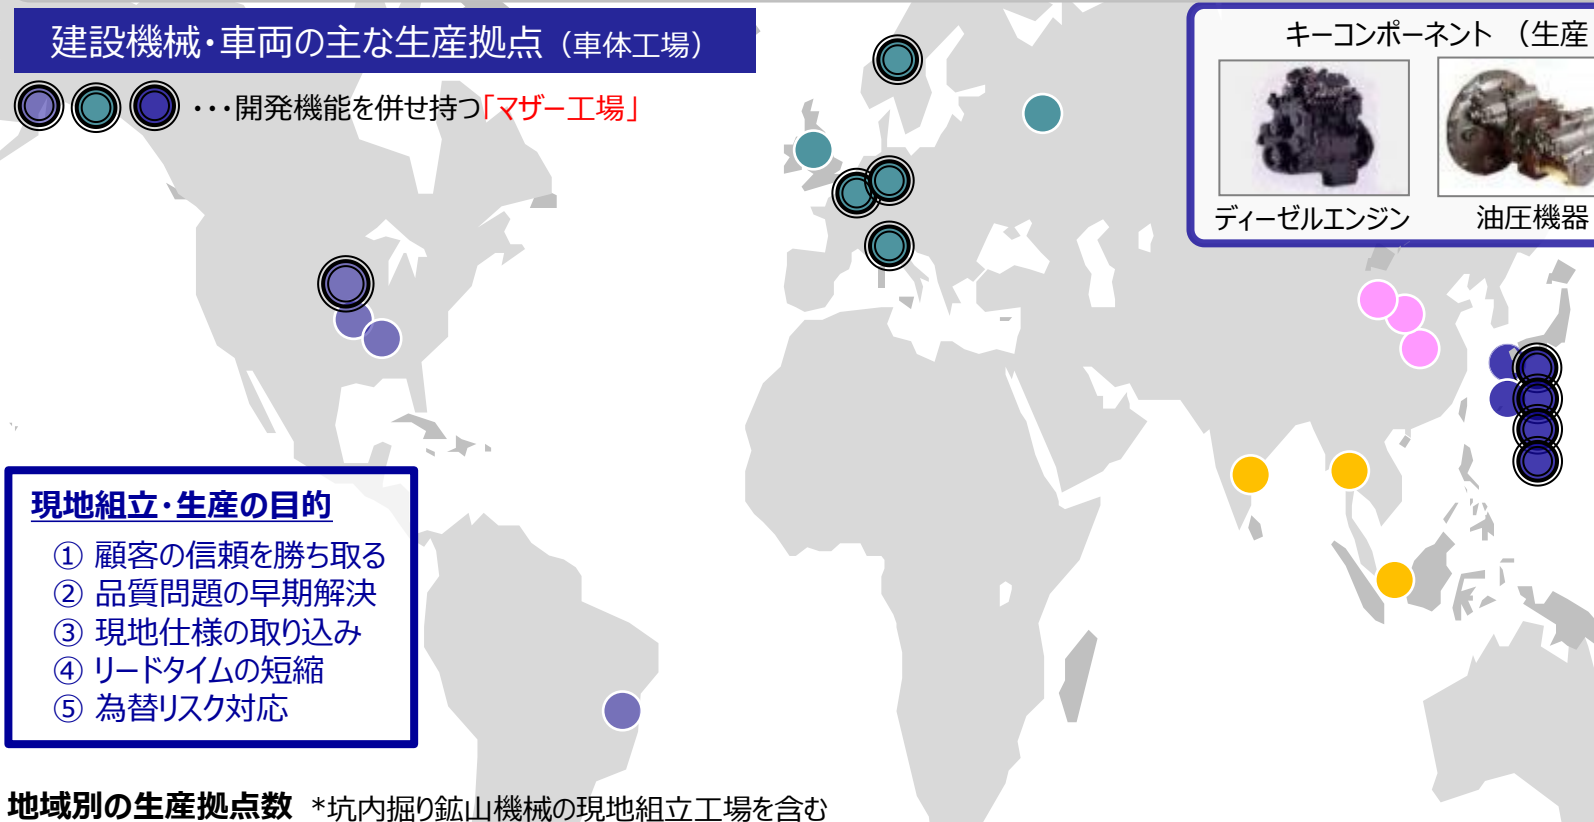 建設機械・車両の主な生産拠点（車体工場）
・・・開発機能を併せ持つ「マザー工場」
キーコンポーネント （生産
ディーゼルエンジン 油圧機器
現地組立・生産の目的
① 顧客の信頼を勝ち取る
② 品質問題の早期解決
③ 現地仕様の取り込み
④ リードタイムの短縮
⑤ 為替リスク対応
地域別の生産拠点数 *坑内掘り鉱山機械の現地組立工場を含む